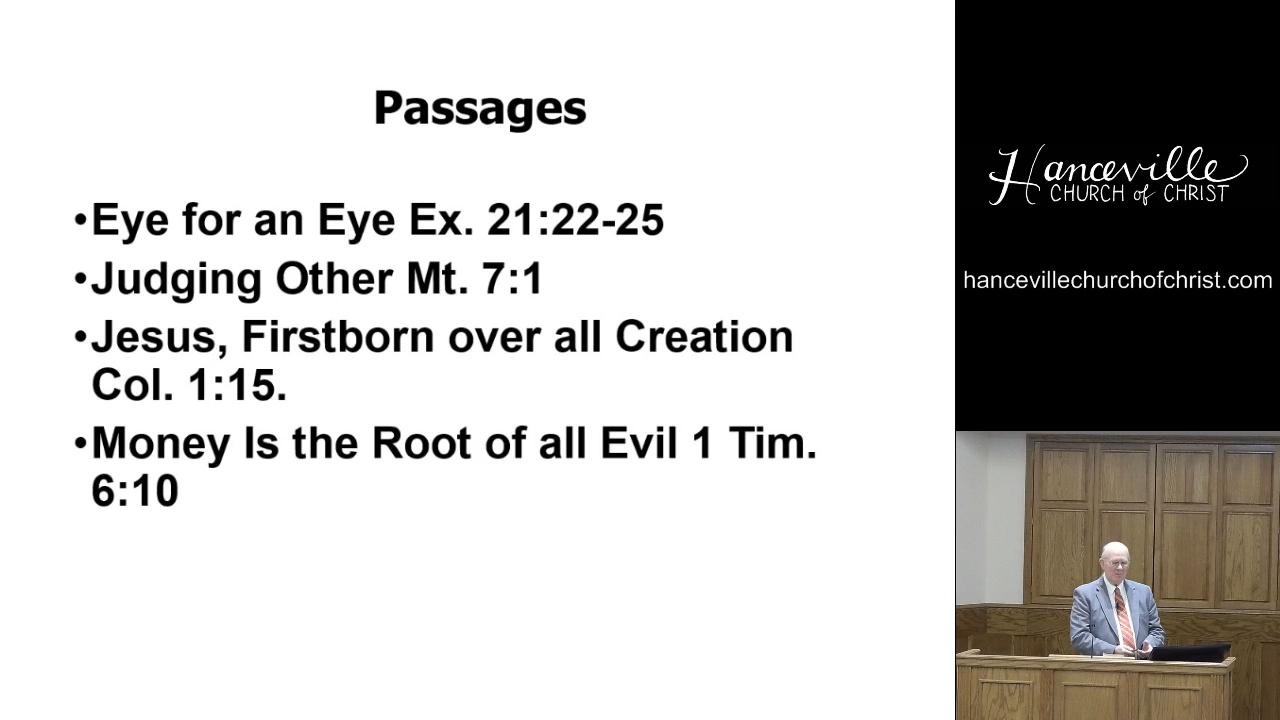 Passages
•Eye for an Eye Ex. 21:22-25
•Judging Other Mt. 7:1
•Jesus, Firstborn over all Creation
Col. 1:15.
•Money Is the Root of all Evil 1 Tim.
6:10
Hanceville
CHURCH of CHRIST
hancevillechurchofchrist.com